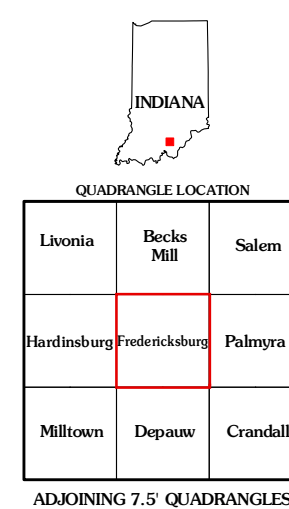 INDIANA
QUADRANGLE LOCATION
Livonia
Becks
Mill
Salem
Hardinsburg
Fredericksburg
Palmyra
Milltown
Depauw
Crandall
ADJOINING 7.5' QUADRANGLES